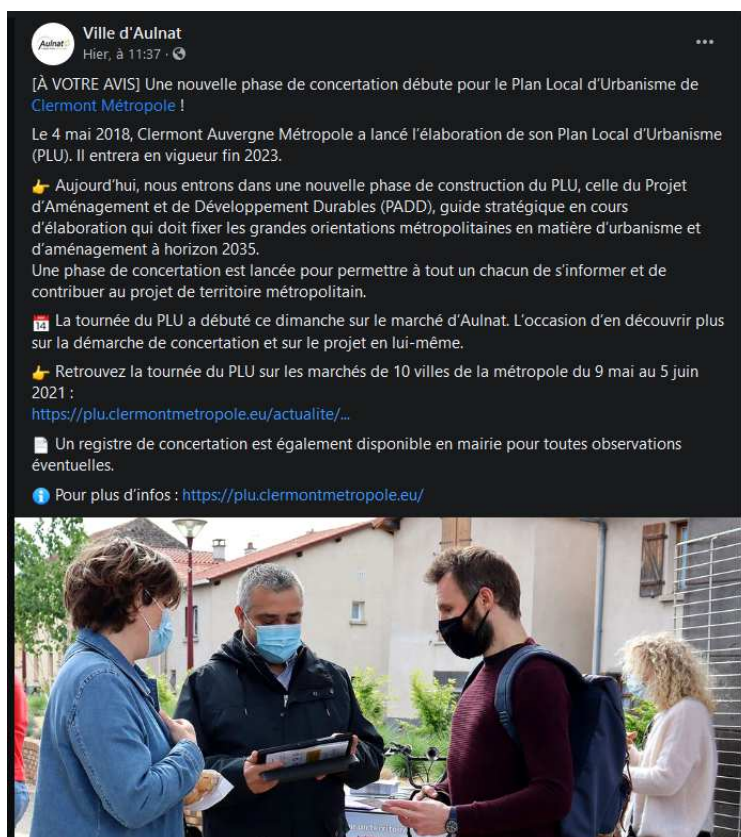 Aulnat
Ville d'Aulnat
Hier, à 11:37 ·
[À VOTRE AVIS] Une nouvelle phase de concertation débute pour le Plan Local d'Urbanisme de
Clermont Métropole !
Le 4 mai 2018, Clermont Auvergne Métropole a lancé l'élaboration de son Plan Local d'Urbanisme
(PLU). Il entrera en vigueur fin 2023.
👉 Aujourd'hui, nous entrons dans une nouvelle phase de construction du PLU, celle du Projet
d'Aménagement et de Développement Durables (PADD), guide stratégique en cours
d'élaboration qui doit fixer les grandes orientations métropolitaines en matière d'urbanisme et
d'aménagement à horizon 2035.
Une phase de concertation est lancée pour permettre à tout un chacun de s'informer et de
contribuer au projet de territoire métropolitain.
📅 La tournée du PLU a débuté ce dimanche sur le marché d'Aulnat. L'occasion d'en découvrir plus
sur la démarche de concertation et sur le projet en lui-même.
👉 Retrouvez la tournée du PLU sur les marchés de 10 villes de la métropole du 9 mai au 5 juin
2021 :
https://plu.clermontmetropole.eu/actualite/...
📄 Un registre de concertation est également disponible en mairie pour toutes observations
éventuelles.
ℹ️ Pour plus d'infos : https://plu.clermontmetropole.eu/